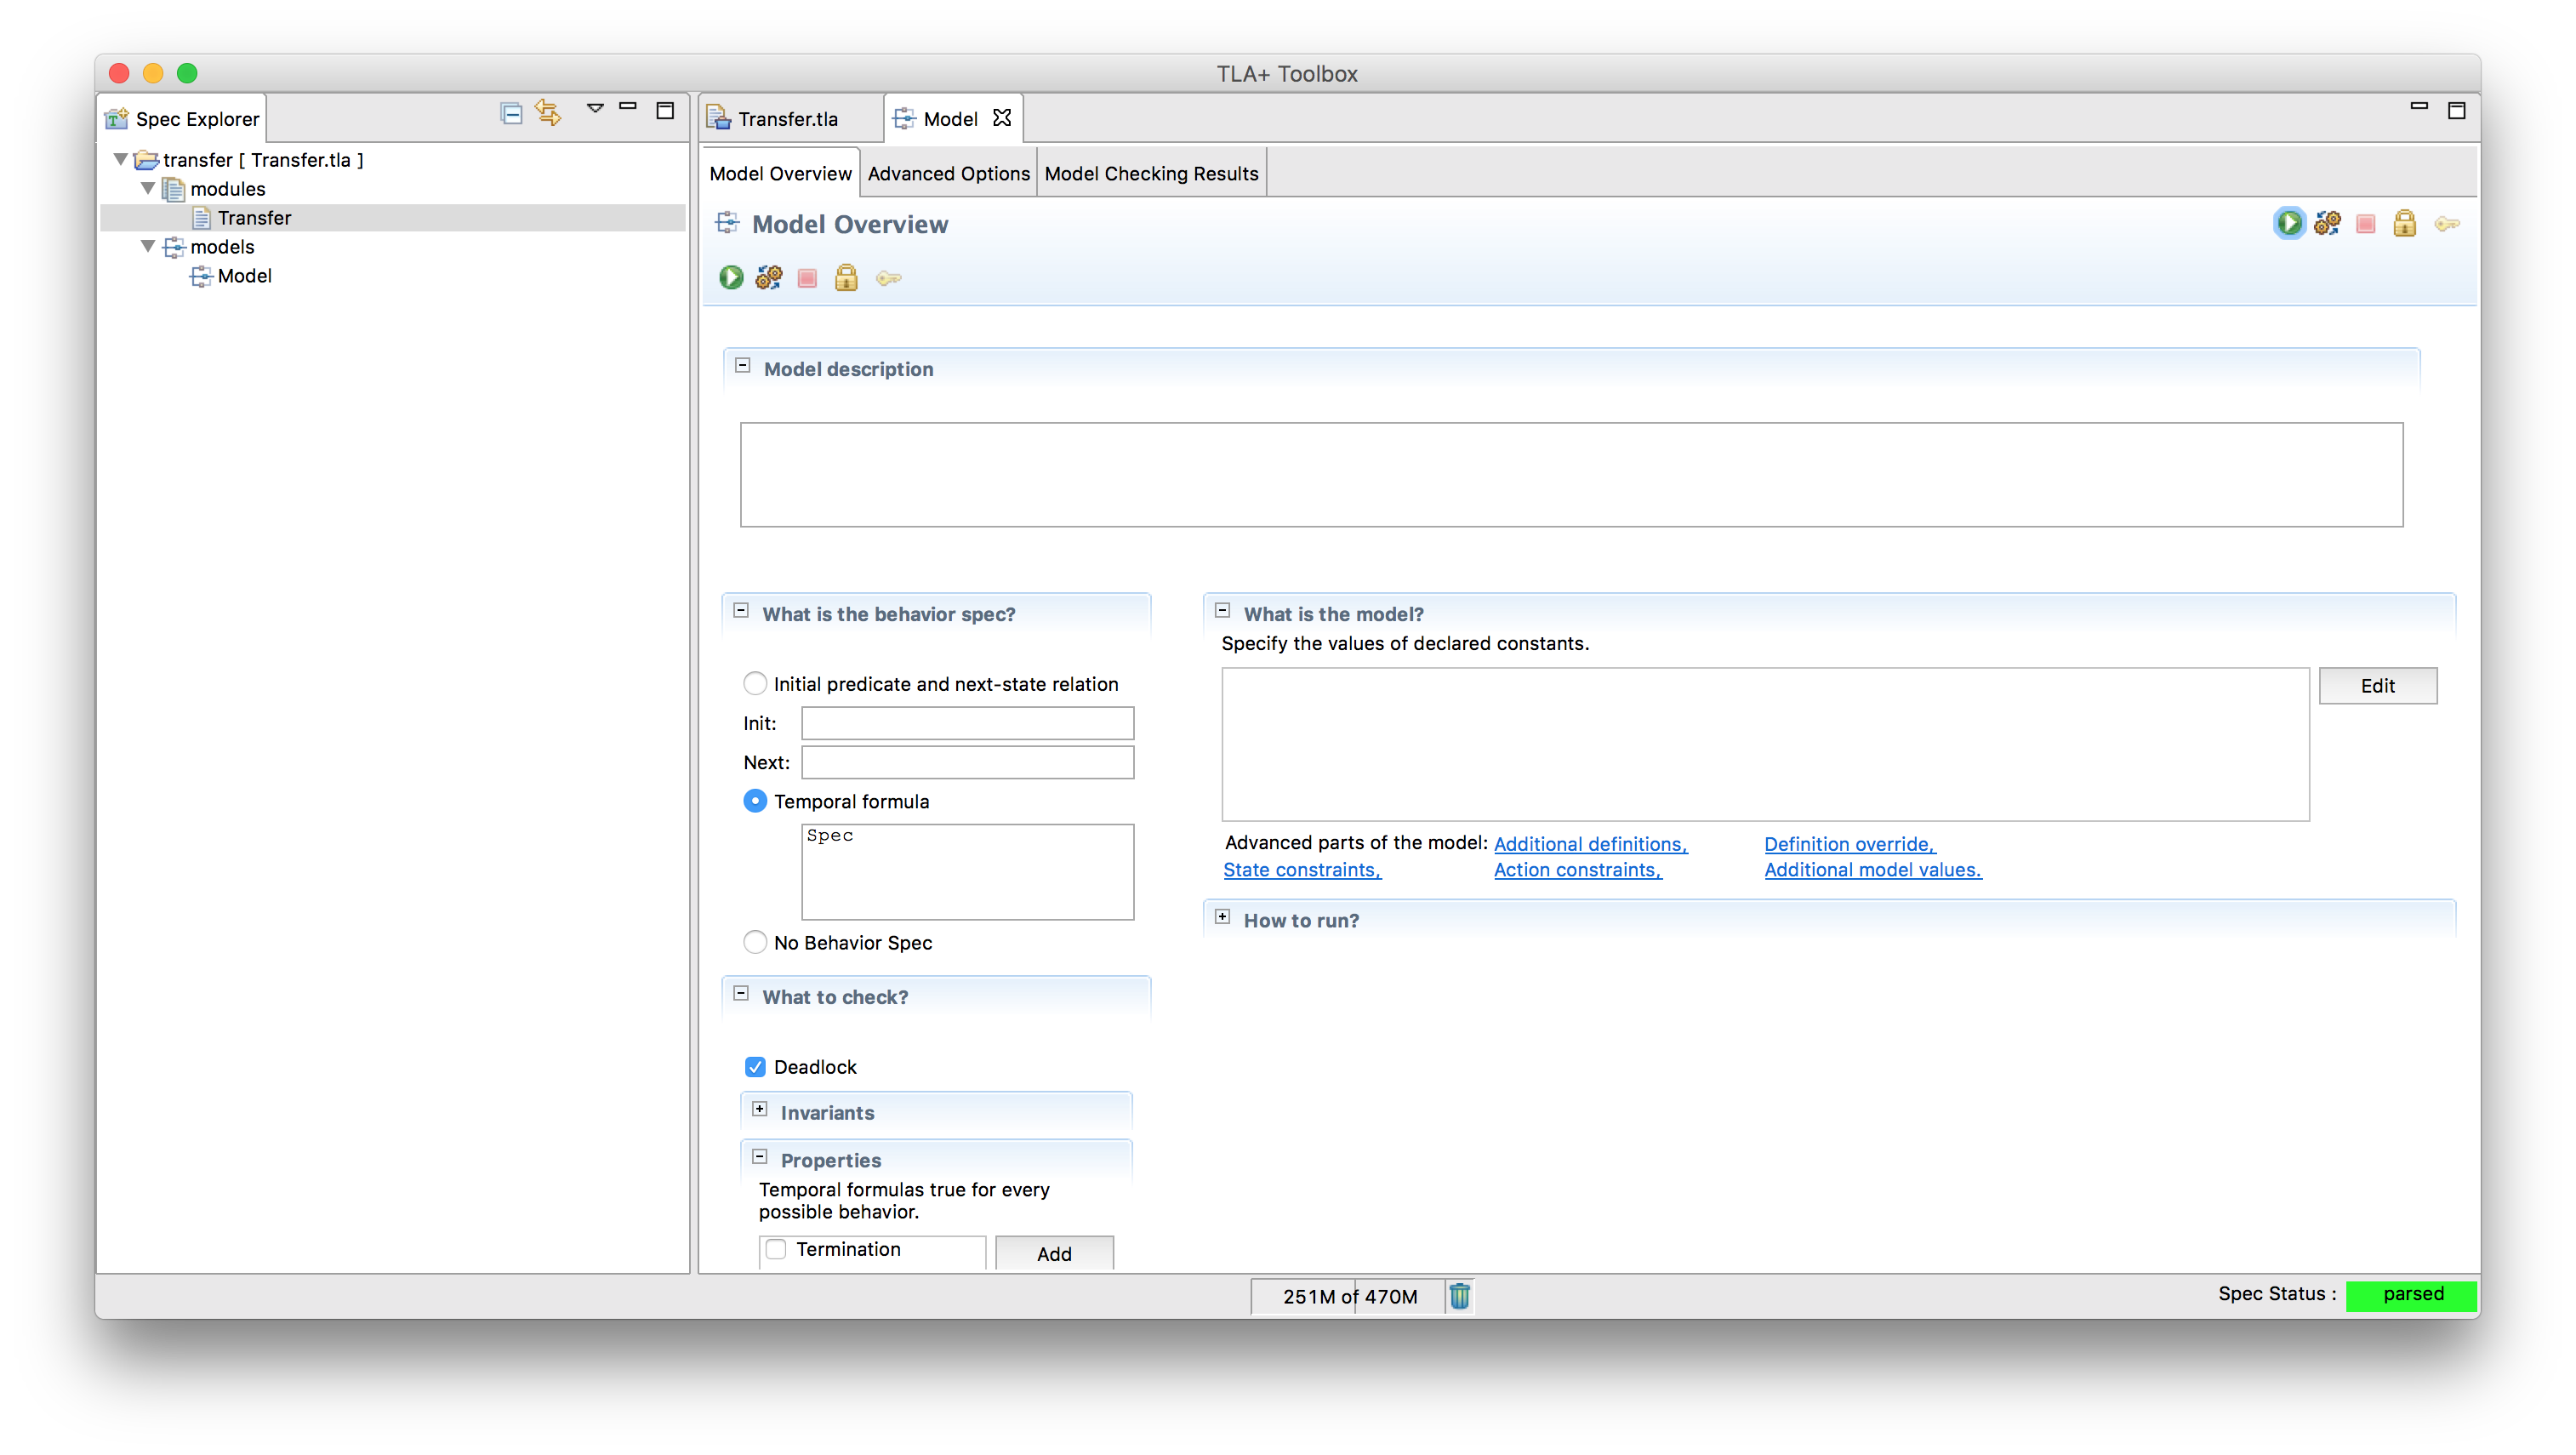 TLA+ Toolbox
Spec Explorer
transfer [ Transfer.tla ]
modules
Transfer
models
Model
Transfer.tla
Model
Model Overview
Advanced Options
Model Checking Results
Model Overview
Model description
What is the behavior spec?
Initial predicate and next-state relation
Init:
Next:
Temporal formula
Spec
No Behavior Spec
What to check?
Deadlock
Invariants
Properties
Temporal formulas true for every
possible behavior.
Termination
Add
What is the model?
Specify the values of declared constants.
Edit
Advanced parts of the model: Additional definitions, Definition override,
State constraints, Action constraints, Additional model values.
How to run?
251M of 470M
Spec Status : parsed